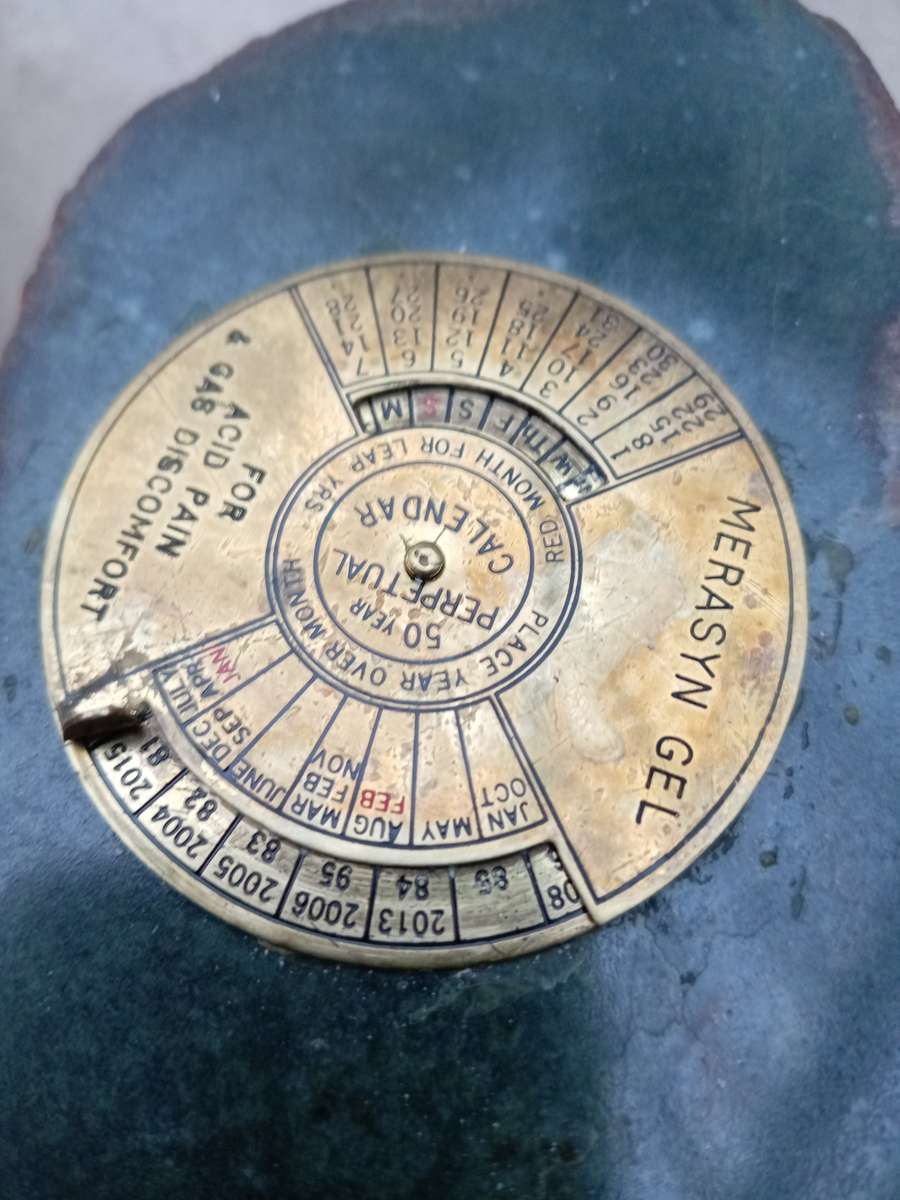 50 YEAR
PERPETUAL
CALENDAR
PLACE YEAR OVER MONTH
RED MONTH FOR LEAP YRS
MERASYN GEL
FOR
ACID PAIN
& GAS DISCOMFORT
JAN OCT
MAY
AUG FEB
MAR FEB NOV
JUNE
DEC SEP
JULY APR JAN
85
2013 84
2006 95
2005 83
2004 82
2015 81
1 8 15 22 29
2 9 16 23 30
3 10 17 24 31
4 11 18 25
5 12 19 26
6 13 20 27
7 14
W TH F S S M